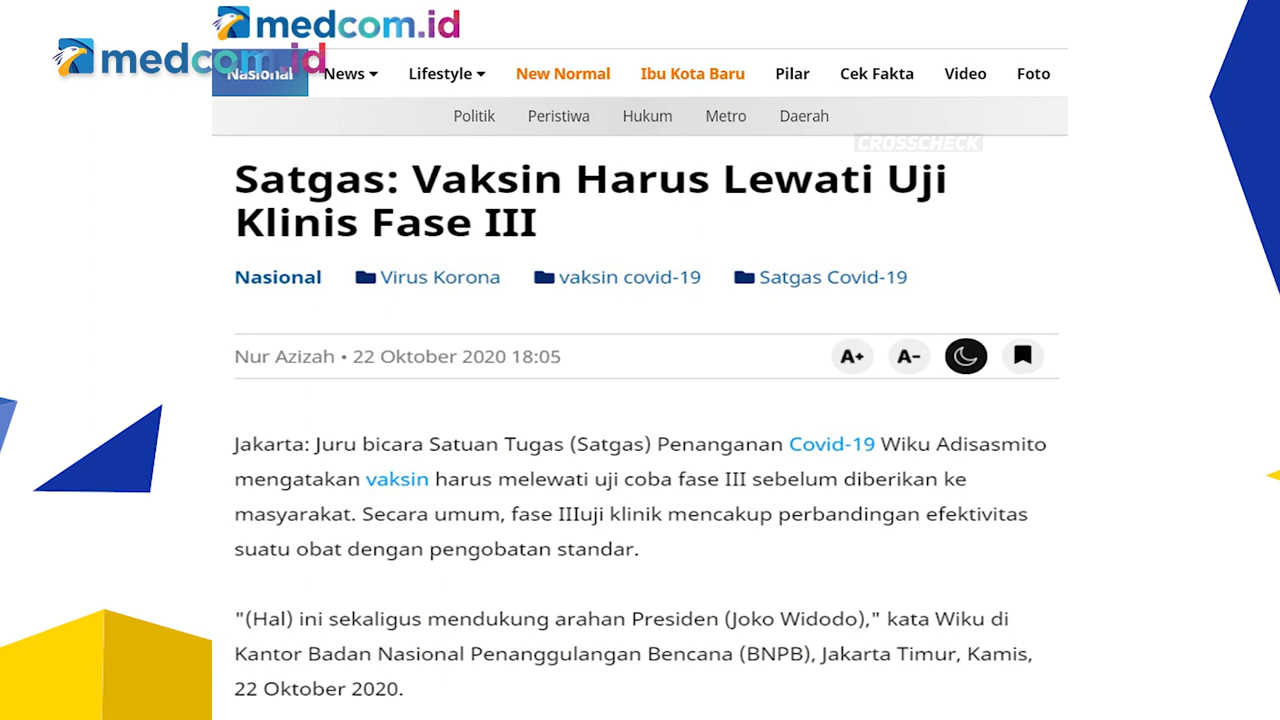 medcom.id
medcom.id
Nasional News Lifestyle New Normal Ibu Kota Baru Pilar Cek Fakta Video Foto
Politik Peristiwa Hukum Metro Daerah
CROSSCHECK
Satgas: Vaksin Harus Lewati Uji
Klinis Fase III
Nasional Virus Korona vaksin covid-19 Satgas Covid-19
Nur Azizah • 22 Oktober 2020 18:05 A+ A-
Jakarta: Juru bicara Satuan Tugas (Satgas) Penanganan Covid-19 Wiku Adisasmito
mengatakan vaksin harus melewati uji coba fase III sebelum diberikan ke
masyarakat. Secara umum, fase IIIuji klinik mencakup perbandingan efektivitas
suatu obat dengan pengobatan standar.
"(Hal) ini sekaligus mendukung arahan Presiden (Joko Widodo)," kata Wiku di
Kantor Badan Nasional Penanggulangan Bencana (BNPB), Jakarta Timur, Kamis,
22 Oktober 2020.